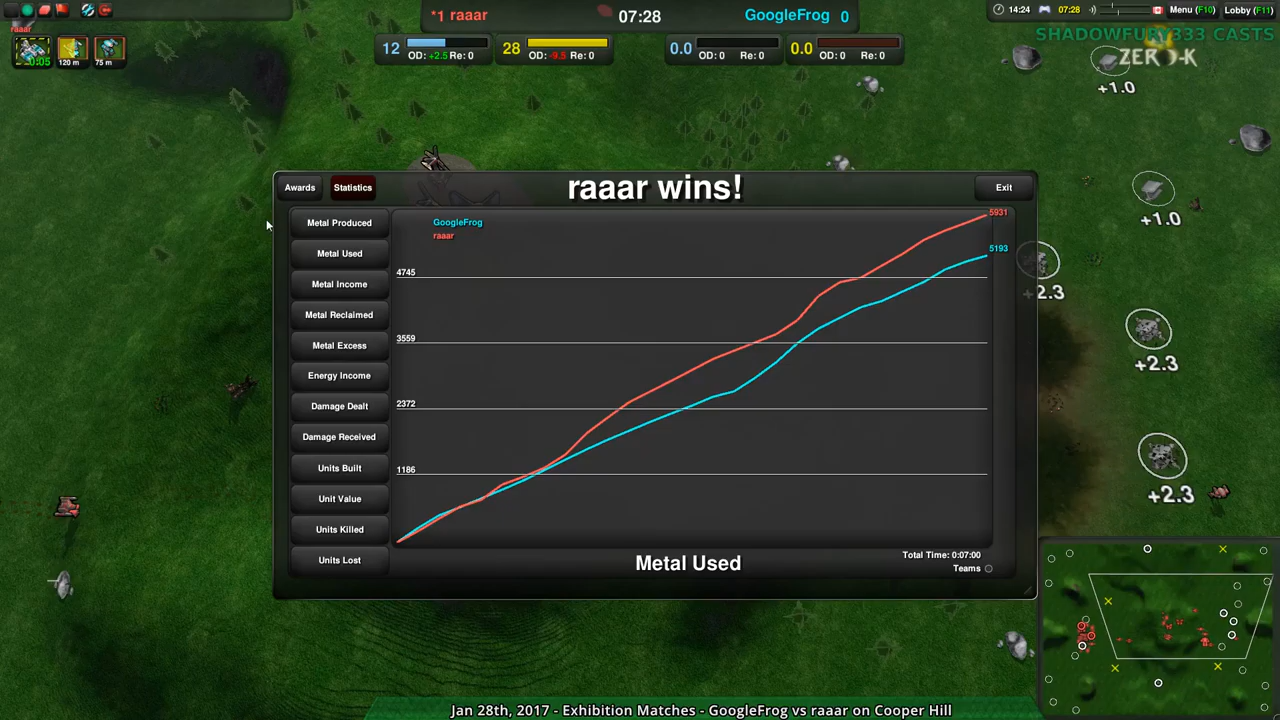 *1 raaar
07:28
GoogleFrog 0
14:24
07:28
Menu (F10)
Lobby (F11)
raaar
0:05
120 m
75 m
12
OD: +2.5 Re: 0
28
OD: -9.5 Re: 0
0.0
OD: 0 Re: 0
0.0
OD: 0 Re: 0
SHADOWFURY333 CASTS
ZERO-K
+1.0
+1.0
+2.3
+2.3
+2.3
Awards
Statistics
raaar wins!
Exit
Metal Produced
Metal Used
Metal Income
Metal Reclaimed
Metal Excess
Energy Income
Damage Dealt
Damage Received
Units Built
Unit Value
Units Killed
Units Lost
GoogleFrog
raaar
5931
5193
4745
3559
2372
1186
Metal Used
Total Time: 0:07:00
Teams
Jan 28th, 2017 - Exhibition Matches - GoogleFrog vs raaar on Cooper Hill